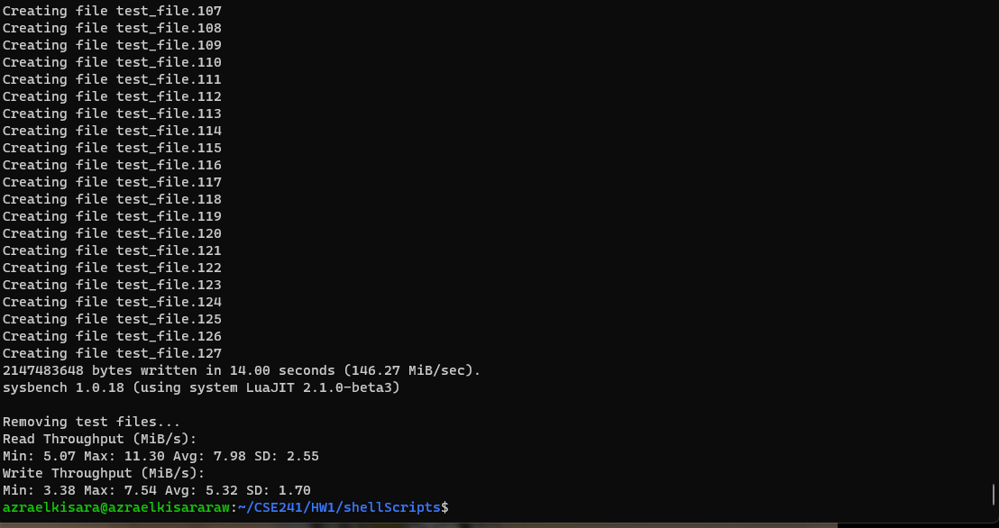 Creating file test_file.107
Creating file test_file.108
Creating file test_file.109
Creating file test_file.110
Creating file test_file.111
Creating file test_file.112
Creating file test_file.113
Creating file test_file.114
Creating file test_file.115
Creating file test_file.116
Creating file test_file.117
Creating file test_file.118
Creating file test_file.119
Creating file test_file.120
Creating file test_file.121
Creating file test_file.122
Creating file test_file.123
Creating file test_file.124
Creating file test_file.125
Creating file test_file.126
Creating file test_file.127
2147483648 bytes written in 14.00 seconds (146.27 MiB/sec).
sysbench 1.0.18 (using system LuaJIT 2.1.0-beta3)
Removing test files...
Read Throughput (MiB/s):
Min: 5.07 Max: 11.30 Avg: 7.98 SD: 2.55
Write Throughput (MiB/s):
Min: 3.38 Max: 7.54 Avg: 5.32 SD: 1.70
azraelkisara@azraelkisararaw:~/CSE241/HW1/shellScripts$